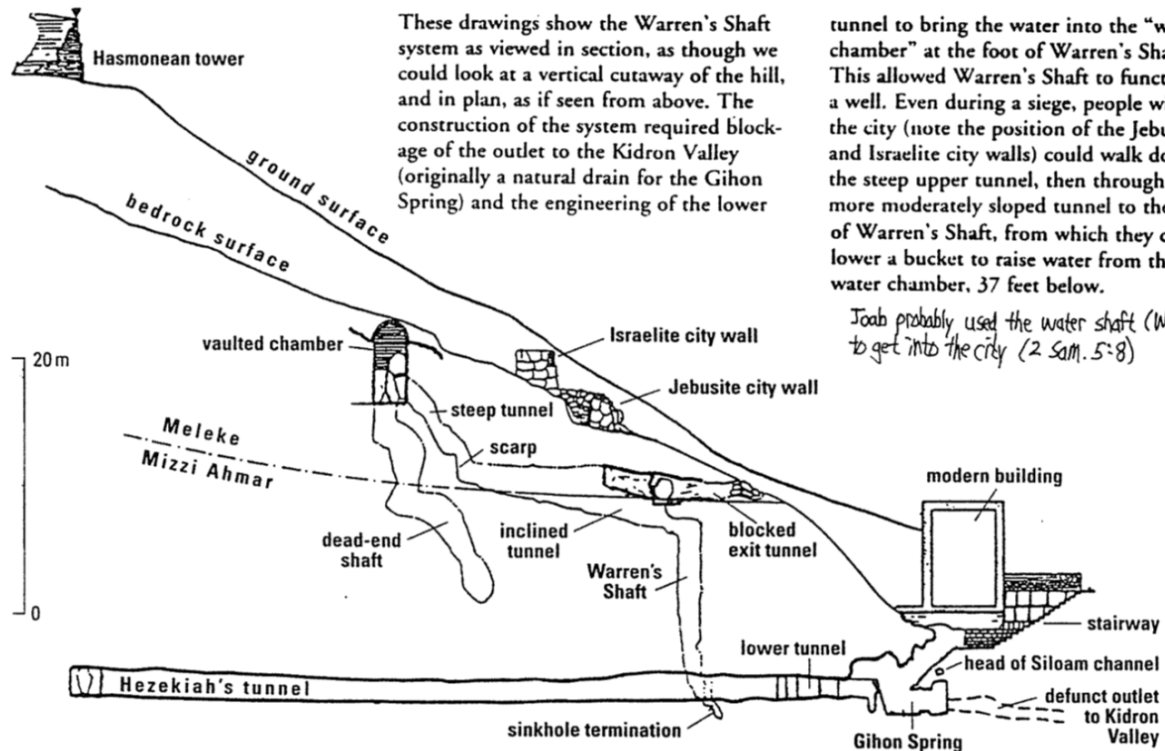 These drawings show the Warren's Shaft
system as viewed in section, as though we
could look at a vertical cutaway of the hill,
and in plan, as if seen from above. The
construction of the system required block-
age of the outlet to the Kidron Valley
(originally a natural drain for the Gihon
Spring) and the engineering of the lower
tunnel to bring the water into the "w
chamber" at the foot of Warren's Sha
This allowed Warren's Shaft to funct
a well. Even during a siege, people w
the city (note the position of the Jebu
and Israelite city walls) could walk do
the steep upper tunnel, then through
more moderately sloped tunnel to the
of Warren's Shaft, from which they c
lower a bucket to raise water from th
water chamber, 37 feet below.
Joab probably used the water shaft (W
to get into the city (2 Sam. 5:8)
Hasmonean tower
ground surface
bedrock surface
vaulted chamber
Israelite city wall
20 m
Jebusite city wall
steep tunnel
scarp
Meleke
Mizzi Ahmar
modern building
dead-end
shaft
inclined
tunnel
blocked
exit tunnel
Warren's
Shaft
0
stairway
lower tunnel
head of Siloam channel
Hezekiah's tunnel
defunct outlet
to Kidron
Valley
sinkhole termination
Gihon Spring